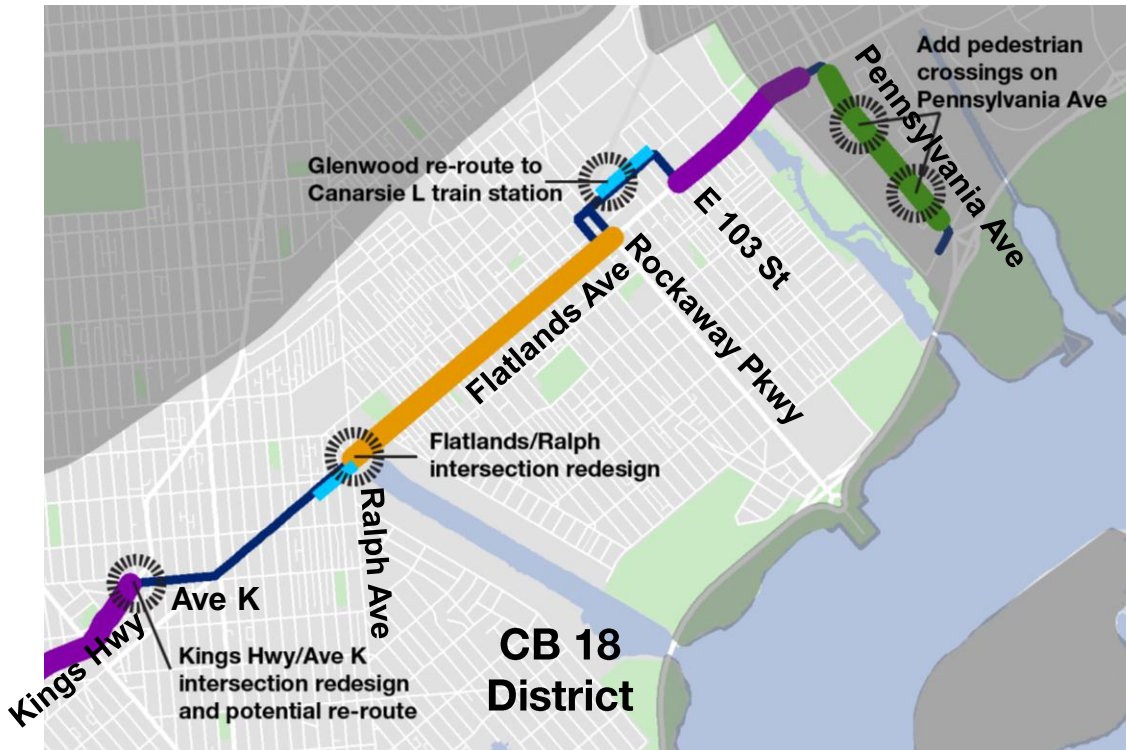 Add pedestrian
crossings on
Pennsylvania Ave
Pennsylvania Ave
Glenwood re-route to
Canarsie L train station
E 103 St
Rockaway Pkwy
Flatlands Ave
Flatlands/Ralph
intersection redesign
Ralph Ave
Ave K
Kings Hwy
Kings Hwy/Ave K
intersection redesign
and potential re-route
CB 18
District